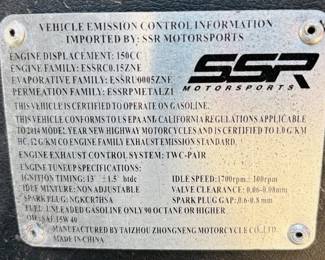 VEHICLE EMISSION CONTROL INFORMATION
IMPORTED BY: SSR MOTORSPORTS
ENGINE DISPLACEMENT: 150CC
ENGINE FAMILY: ESSRC0.15ZNE
EVAPORATIVE FAMILY: ESSRU0005ZNE
PERMEATION FAMILY: ESSRPMETALZ1
SSR
MOTORSPORTS
THIS VEHICLE IS CERTIFIED TO OPERATE ON GASOLINE.
THIS VEHICLE CONFORMS TO US EPA AND CALIFORNIA REGULATIONS APPLICABLE
TO 2014 MODEL YEAR NEW HIGHWAY MOTORCYCLES AND IS CERTIFIED TO 1.0 G/KM
HC, 12 G/KM CO ENGINE FAMILY EXHAUST EMISSION STANDARD.
ENGINE EXHAUST CONTROL SYSTEM: TWC-PAIR
ENGINE TUNEUP SPECIFICATIONS:
IGNITION TIMING: 13° ±1.5° btdc IDLE SPEED: 1700rpm ± 100rpm
IDLE MIXTURE: NON ADJUSTABLE VALVE CLEARANCE: 0.06-0.08mm
SPARK PLUG: NGKCR7HSA SPARK PLUG GAP: 0.6-0.8 mm
FUEL: UNLEADED GASOLINE ONLY 90 OCTANE OR HIGHER
OIL: SAE 15W 40
MANUFACTURED BY TAIZHOU ZHONGNENG MOTORCYCLE CO., LTD.
MADE IN CHINA